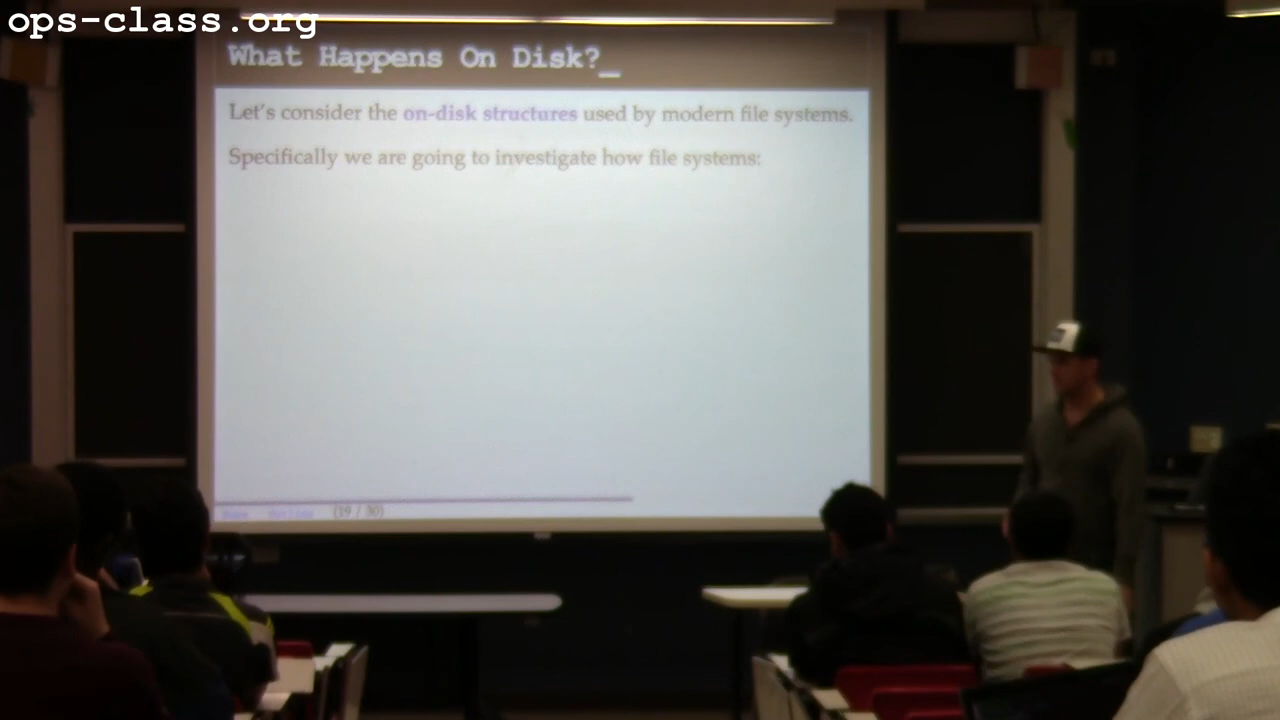 ops-class.org
What Happens On Disk?_
Let's consider the on-disk structures used by modern file systems.
Specifically we are going to investigate how file systems:
(19 / 30)